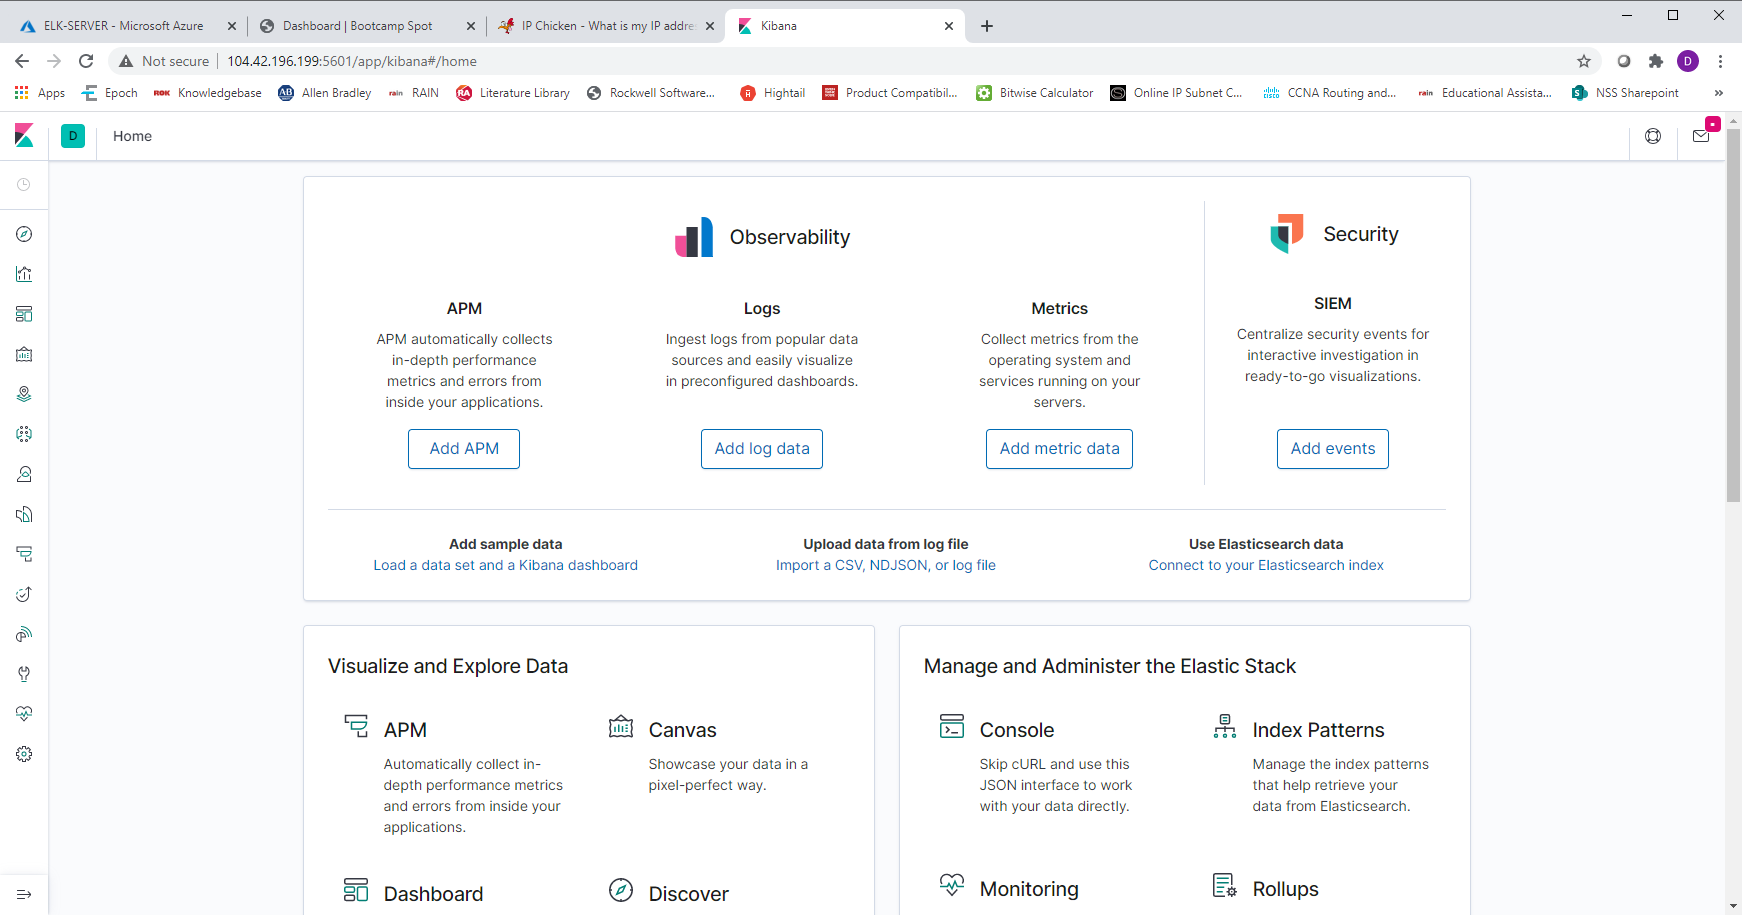 ELK-SERVER - Microsoft Azure
Dashboard | Bootcamp Spot
IP Chicken - What is my IP addre
Kibana
Not secure
104.42.196.199:5601/app/kibana#/home
D
Apps
Epoch
ROK Knowledgebase
AB Allen Bradley
rain RAIN
RA Literature Library
Rockwell Software...
Hightail
Product Compatibil...
Bitwise Calculator
Online IP Subnet C...
cisco CCNA Routing and...
rain Educational Assista...
S NSS Sharepoint
»
D
Home
Observability
Security
APM
APM automatically collects
in-depth performance
metrics and errors from
inside your applications.
Add APM
Logs
Ingest logs from popular data
sources and easily visualize
in preconfigured dashboards.
Add log data
Metrics
Collect metrics from the
operating system and
services running on your
servers.
Add metric data
SIEM
Centralize security events for
interactive investigation in
ready-to-go visualizations.
Add events
Add sample data
Load a data set and a Kibana dashboard
Upload data from log file
Import a CSV, NDJSON, or log file
Use Elasticsearch data
Connect to your Elasticsearch index
Visualize and Explore Data
APM
Automatically collect in-
depth performance metrics
and errors from inside your
applications.
Canvas
Showcase your data in a
pixel-perfect way.
Dashboard
Discover
Manage and Administer the Elastic Stack
Console
Skip cURL and use this
JSON interface to work
with your data directly.
Index Patterns
Manage the index patterns
that help retrieve your
data from Elasticsearch.
Monitoring
Rollups